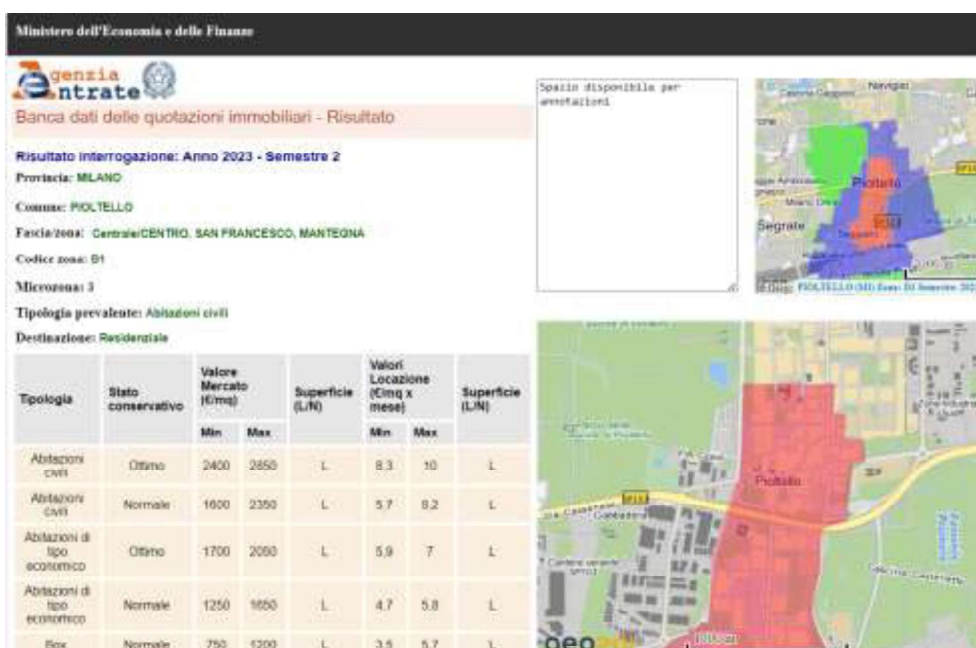 Ministero dell'Economia e delle Finanze
Agenzia
Entrate
Banca dati delle quotazioni immobiliari - Risultato
Risultato interrogazione: Anno 2023 - Semestre 2
Provincia: MILANO
Comune: PIOLTELLO
Fascia/zona: Centrale/CENTRO, SAN FRANCESCO, MANTEGNA
Codice zona: B1
Microzona: 3
Tipologia prevalente: Abitazioni civili
Destinazione: Residenziale
Tipologia
Stato conservativo
Valore Mercato (€/mq)
Superficie (L/N)
Valori Locazione (€/mq x mese)
Superficie (L/N)
Min Max Min Max
Abitazioni civili Ottimo 2400 2850 L 8.3 10 L
Abitazioni civili Normale 1600 2350 L 5.7 8.2 L
Abitazioni di tipo economico Ottimo 1700 2050 L 5.9 7 L
Abitazioni di tipo economico Normale 1250 1650 L 4.7 5.8 L
Box Normale 750 1200 L 3.5 5.7 L
Spazio disponibile per
annotazioni
Naviglio
Pioltello
Segrate
Pioltello